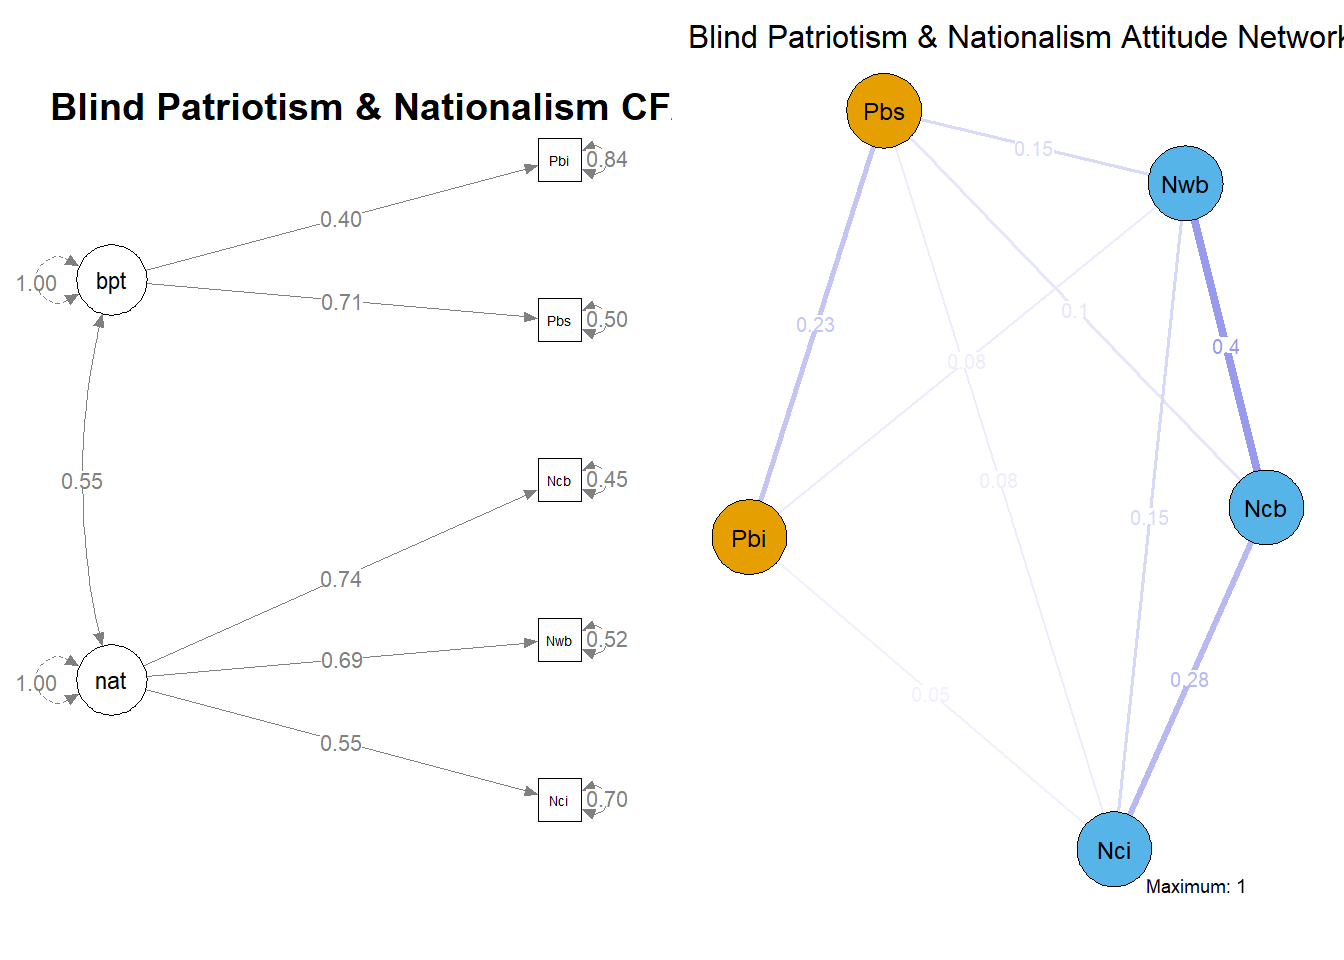 Blind Patriotism & Nationalism CF
Pbi
0.84
0.40
1.00
bpt
0.71
Pbs
0.50
0.55
Ncb
0.45
0.74
Nwb
0.52
0.69
1.00
nat
0.55
Nci
0.70
Blind Patriotism & Nationalism Attitude Network
Pbs
0.15
Nwb
0.1
0.23
0.4
0.08
0.08
Ncb
0.15
Pbi
0.28
0.05
Nci
Maximum: 1